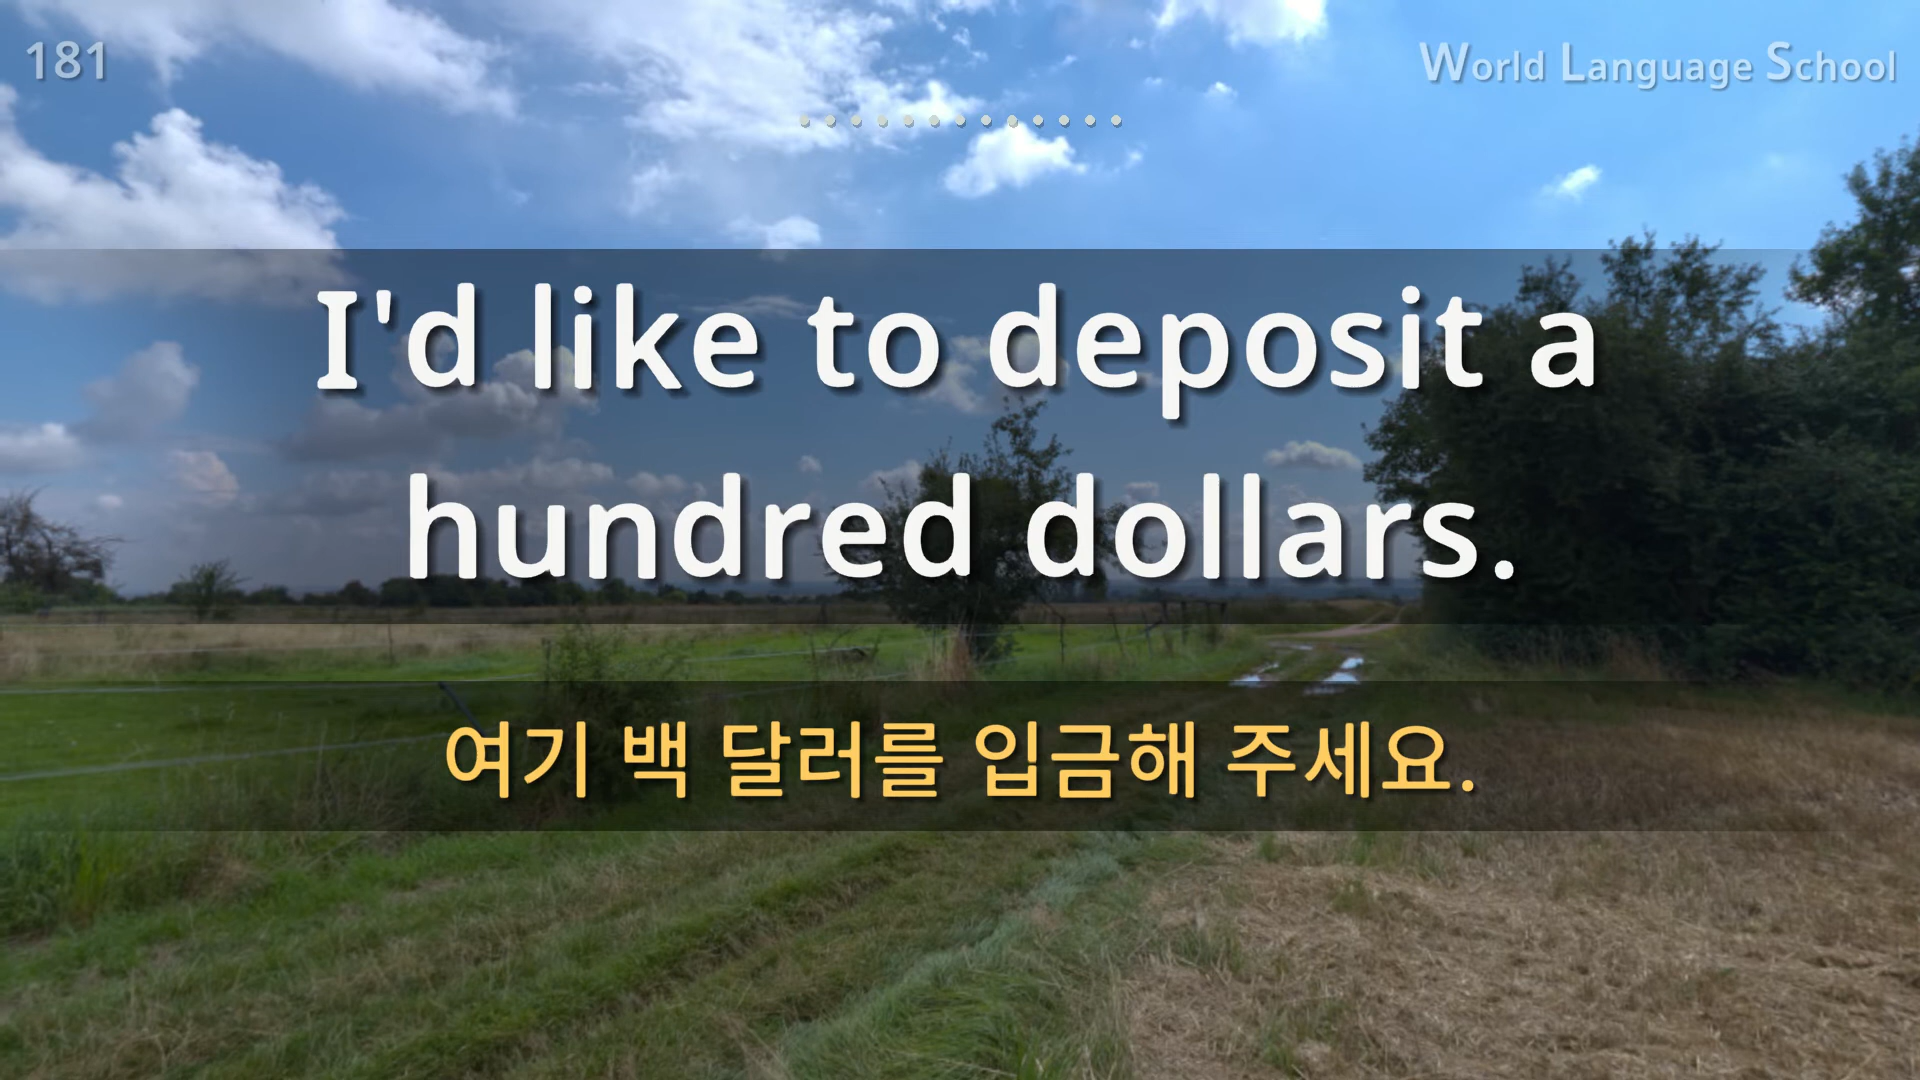 181
World Language School
I'd like to deposit a
hundred dollars.
여기 백 달러를 입금해 주세요.